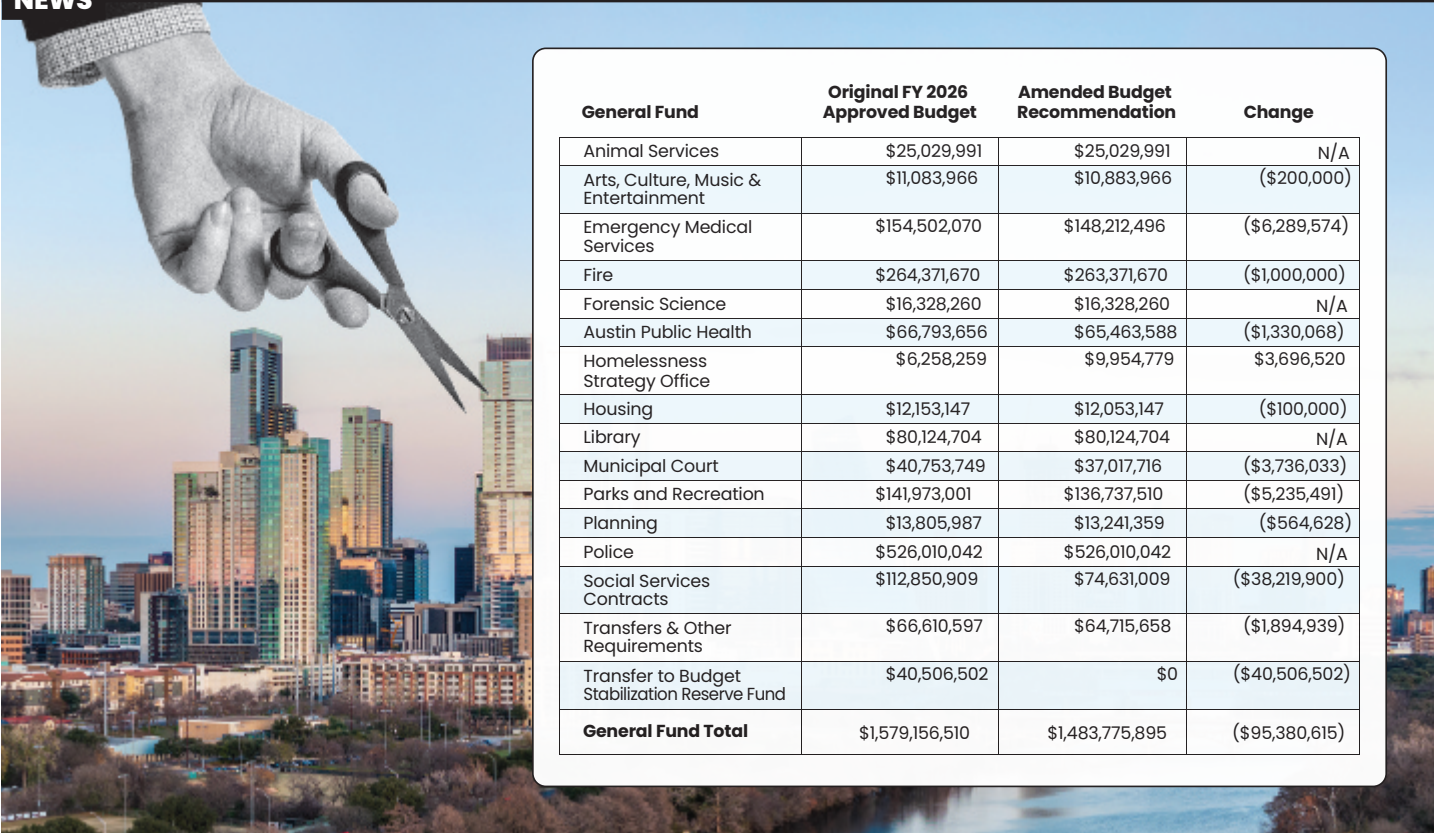 NEWS
General Fund
Original FY 2026
Approved Budget
Amended Budget
Recommendation
Change
Animal Services $25,029,991 $25,029,991 N/A
Arts, Culture, Music & $11,083,966 $10,883,966 ($200,000)
Entertainment
Emergency Medical $154,502,070 $148,212,496 ($6,289,574)
Services
Fire $264,371,670 $263,371,670 ($1,000,000)
Forensic Science $16,328,260 $16,328,260 N/A
Austin Public Health $66,793,656 $65,463,588 ($1,330,068)
Homelessness $6,258,259 $9,954,779 $3,696,520
Strategy Office
Housing $12,153,147 $12,053,147 ($100,000)
Library $80,124,704 $80,124,704 N/A
Municipal Court $40,753,749 $37,017,716 ($3,736,033)
Parks and Recreation $141,973,001 $136,737,510 ($5,235,491)
Planning $13,805,987 $13,241,359 ($564,628)
Police $526,010,042 $526,010,042 N/A
Social Services $112,850,909 $74,631,009 ($38,219,900)
Contracts
Transfers & Other $66,610,597 $64,715,658 ($1,894,939)
Requirements
Transfer to Budget $40,506,502 $0 ($40,506,502)
Stabilization Reserve Fund
General Fund Total $1,579,156,510 $1,483,775,895 ($95,380,615)